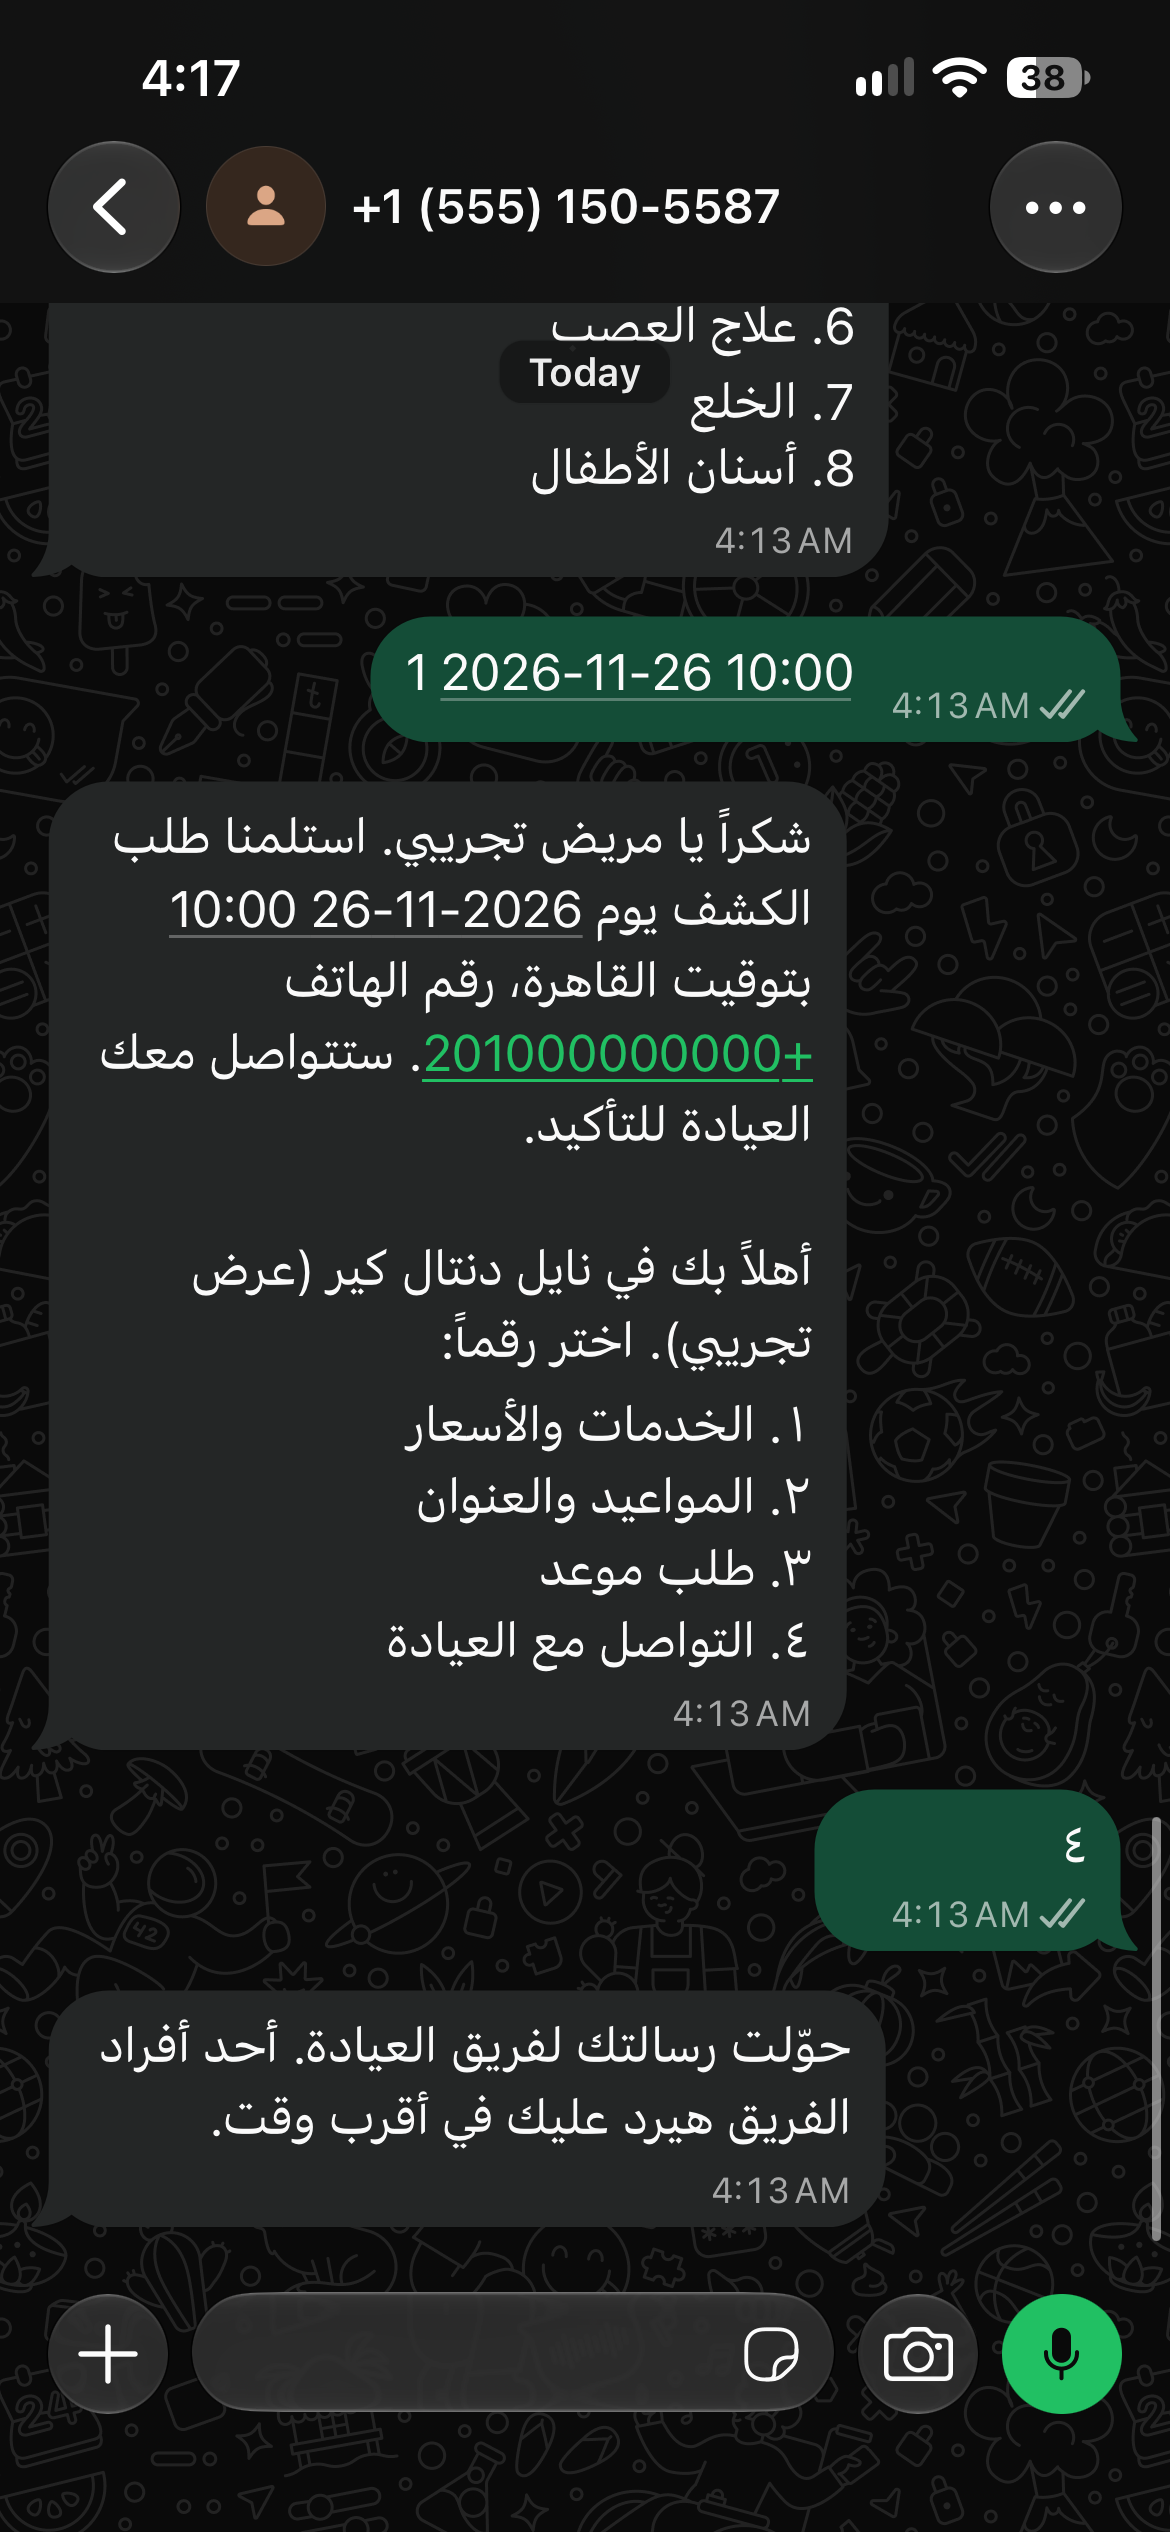 4:17
38
+1 (555) 150-5587
6. علاج العصب
Today
7. الخلع
8. أسنان الأطفال
4:13 AM
1 2026-11-26 10:00
4:13 AM
شكراً يا مريض تجريبي. استلمنا طلب
الكشف يوم 2026-11-26 10:00
بتوقيت القاهرة، رقم الهاتف
+201000000000. ستتواصل معك
العيادة للتأكيد.
أهلاً بك في نايل دنتال كير (عرض
تجريبي). اختر رقماً:
١. الخدمات والأسعار
٢. المواعيد والعنوان
٣. طلب موعد
٤. التواصل مع العيادة
4:13 AM
٤
4:13 AM
حوّلت رسالتك لفريق العيادة. أحد أفراد
الفريق هيرد عليك في أقرب وقت.
4:13 AM